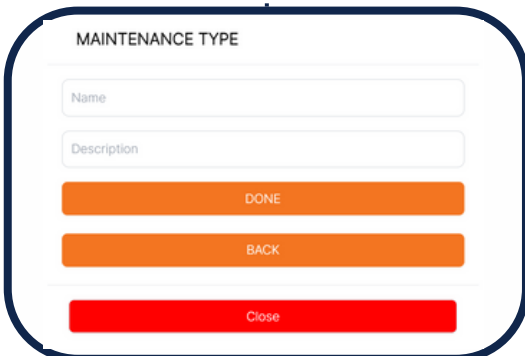 MAINTENANCE TYPE
Name
Description
DONE
BACK
Close